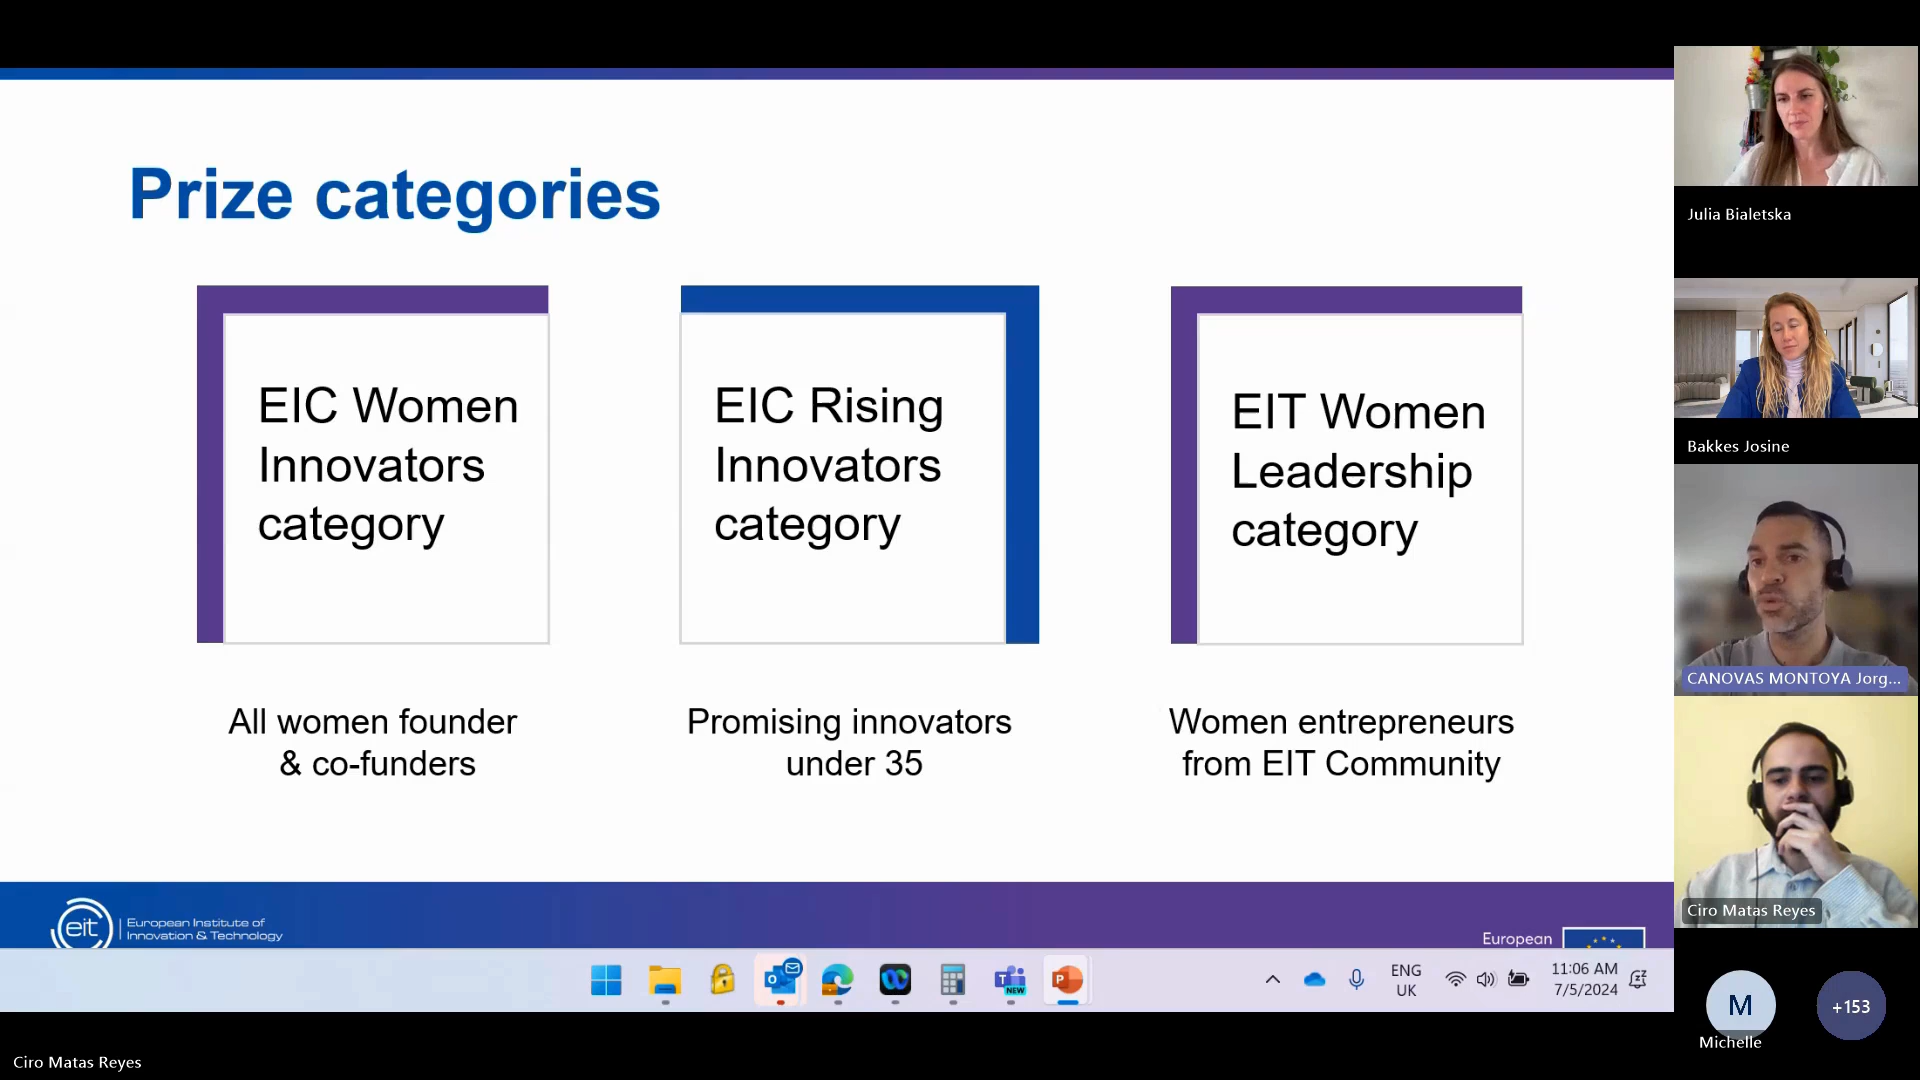 Prize categories
EIC Women
Innovators
category
EIC Rising
Innovators
category
EIT Women
Leadership
category
All women founder
& co-funders
Promising innovators
under 35
Women entrepreneurs
from EIT Community
eit
European Institute of
Innovation & Technology
European
NEW
ENG
UK
11:06 AM
7/5/2024
Ciro Matas Reyes
Julia Bialetska
Bakkes Josine
CANOVAS MONTOYA Jorg...
Ciro Matas Reyes
M
Michelle
+153